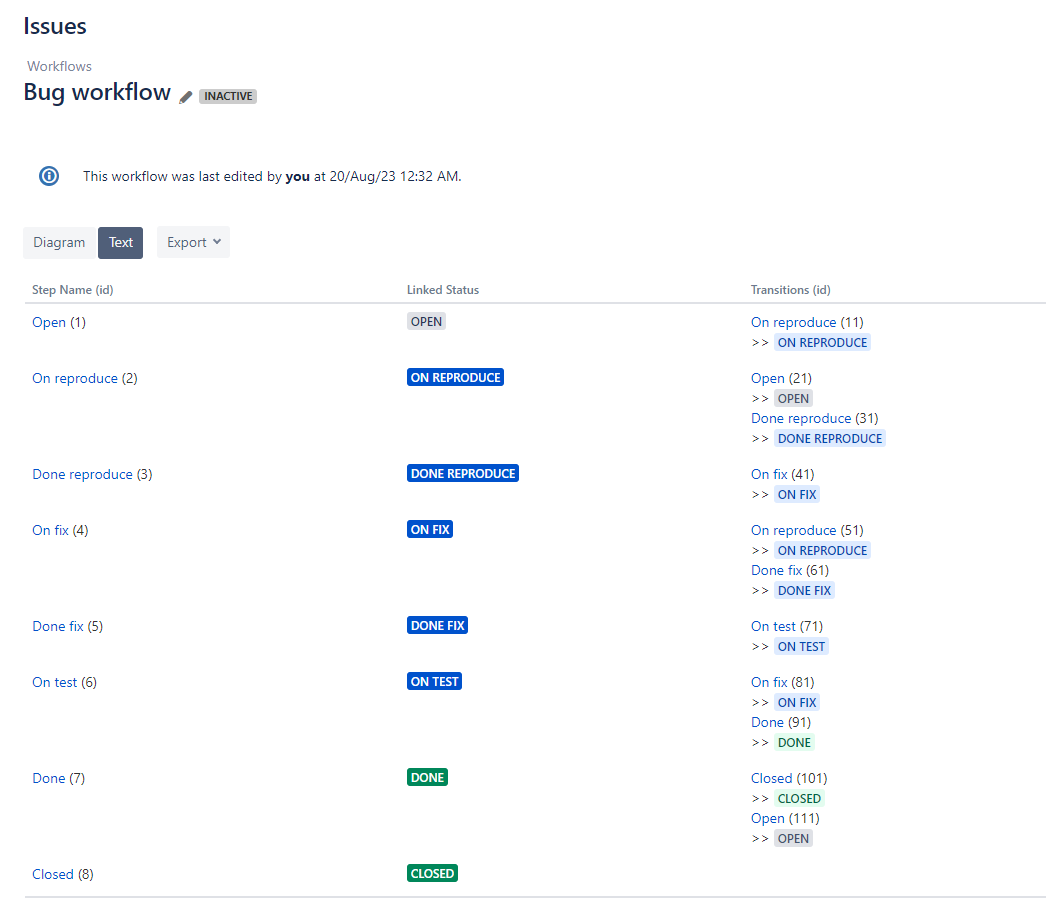 Issues
Workflows
Bug workflow INACTIVE
This workflow was last edited by you at 20/Aug/23 12:32 AM.
Diagram Text Export
Step Name (id) Linked Status Transitions (id)
Open (1) OPEN On reproduce (11)
>> ON REPRODUCE
On reproduce (2) ON REPRODUCE Open (21)
>> OPEN
Done reproduce (31)
>> DONE REPRODUCE
Done reproduce (3) DONE REPRODUCE On fix (41)
>> ON FIX
On fix (4) ON FIX On reproduce (51)
>> ON REPRODUCE
Done fix (61)
>> DONE FIX
Done fix (5) DONE FIX On test (71)
>> ON TEST
On test (6) ON TEST On fix (81)
>> ON FIX
Done (91)
>> DONE
Done (7) DONE Closed (101)
>> CLOSED
Open (111)
>> OPEN
Closed (8) CLOSED